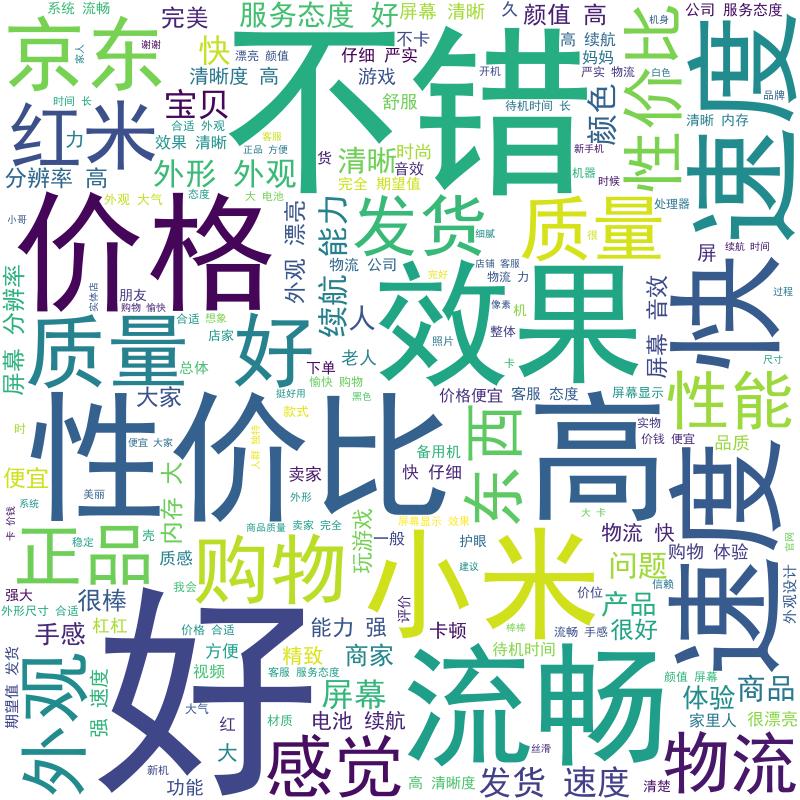 系统 流畅
完美
服务态度 好
屏幕 清晰
久
颜值 高
机身
公司 服务态度
京东
谢谢
家人
快
漂亮 颜值
仔细 严实
不卡
高 续航
妈妈
不错
性价比
速度
清晰度 高
游戏
开机
严实 物流
白色
品牌
时间 长
宝贝
舒服
待机时间 长
颜色
清晰 内存
红米
力
合适 外观
效果 清晰
客服
正品 方便
货
时尚
音效
新手机
分辨率 高
外形 外观
清晰
完全 期望值
机器
时候
外观 大气
态度
大 电池
小哥
价格
外观 漂亮
续航 能力
发货
细腻
质量
很
处理器
屏
续航 时间
屏幕 分辨率
实体店
朋友
购物 愉快
物流 公司
店铺 客服
物流 力
完好
像素
效果
快
音效
过程
质量
合适 想象
店家
好
人
机
整体
照片
屏幕
总体
下单
老人
卡
尺寸
愉快 购物
挺好用
黑色
大家
价格便宜
客服 态度
屏幕显示
性能
性价比
款式
东西
高
实物
价钱 便宜
品质
时
便宜 大家
人群 独特
备用机
便宜
大
卖家
快 仔细
速度
系统
美丽
外形
内存
大 卡
卡 价钱
商品质量
卖家 完全
屏幕显示 效果
正品
稳定
壳
玩游戏
一般
护眼
物流 快
官网
质感
购物
小米
建议
问题
购物 体验
信赖
强大
我会
很棒
评价
价位
产品
外观设计
外形尺寸 合适
手感
杠杠
好
价格 合适
能力 强
卡顿
棒棒
流畅 手感
很好
期望值 发货
外观
方便
精致
商家
待机时间
流畅
视频
客服 服务态度
颜值 屏幕
强 速度
屏幕
体验
商品
家里人
大气
红
材质
电池 续航
很漂亮
大
感觉
丝滑
物流
新机
功能
高 清晰度
发货 速度
清楚